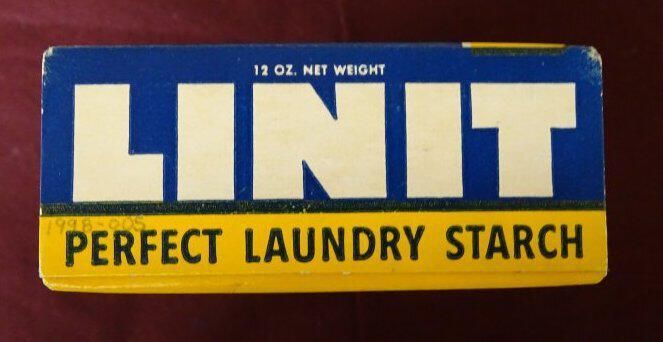 12 OZ. NET WEIGHT
LINIT
1998-005
PERFECT LAUNDRY STARCH